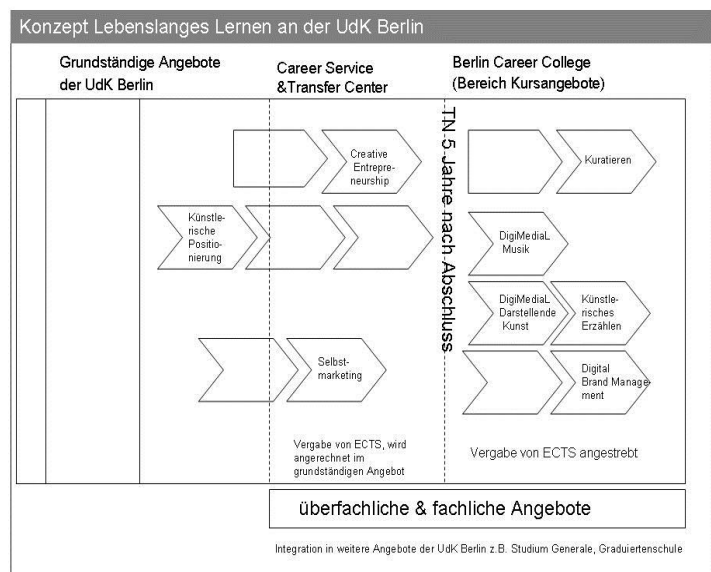 Konzept Lebenslanges Lernen an der UdK Berlin
Grundständige Angebote
der UdK Berlin
Career Service
&Transfer Center
Berlin Career College
(Bereich Kursangebote)
TN 5 Jahre nach Abschluss
Creative
Entrepre-
neurship
Kuratieren
Künstle-
rische
Positio-
nierung
DigiMediaL
Musik
DigiMediaL
Darstellende
Kunst
Künstle-
risches
Erzählen
Selbst-
marketing
Digital
Brand Manage
ment
Vergabe von ECTS, wird
angerechnet im
grundständigen Angebot
Vergabe von ECTS angestrebt
überfachliche & fachliche Angebote
Integration in weitere Angebote der UdK Berlin z.B. Studium Generale, Graduiertenschule